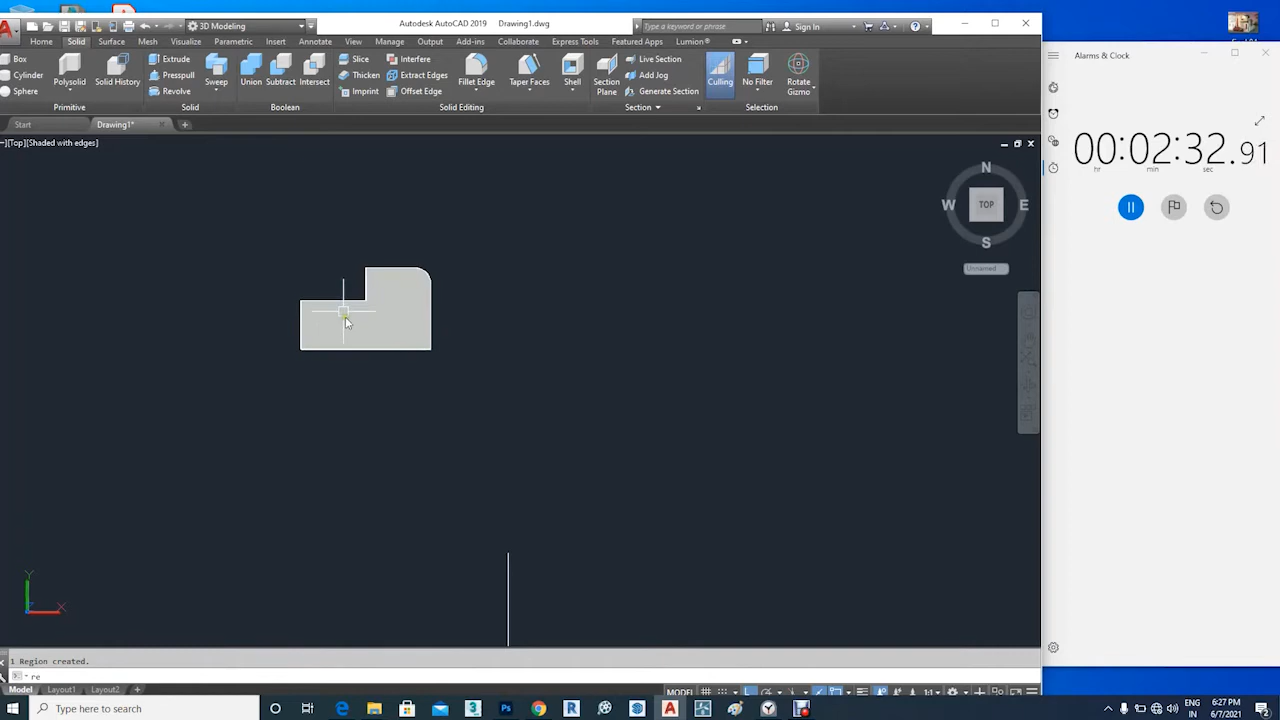 Autodesk AutoCAD 2019 Drawing1.dwg
3D Modeling
Type a keyword or phrase
Sign In
Home Solid Surface Mesh Visualize Parametric Insert Annotate View Manage Output Add-ins Collaborate Express Tools Featured Apps Lumion®
Box
Cylinder
Sphere
Polysolid
Solid History
Extrude
Presspull
Revolve
Sweep
Union
Subtract
Intersect
Thicken
Imprint
Interfere
Extract Edges
Offset Edge
Fillet Edge
Taper Faces
Shell
Section
Plane
Live Section
Add Jog
Generate Section
Culling
No Filter
Rotate
Gizmo
Primitive
Solid
Boolean
Solid Editing
Section
Selection
Start
Drawing1*
[Top][Shaded with edges]
N
W
TOP
E
S
Unnamed
Y
X
1 Region created.
re
Model Layout1 Layout2 +
MODEL
1:1
Alarms & Clock
00:02:32.91
hr
min
sec
Type here to search
ENG
IN
6:27 PM
6/7/2021